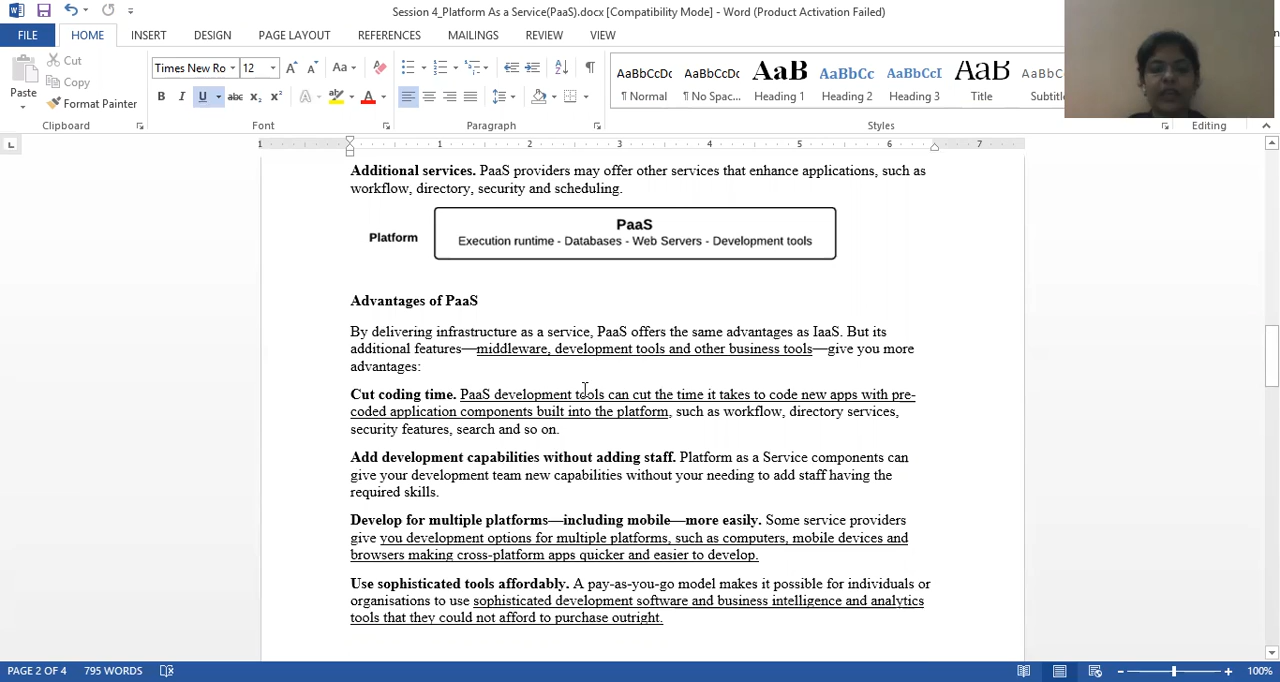 Session 4_Platform As a Service(PaaS).docx [Compatibility Mode] - Word (Product Activation Failed)
FILE HOME INSERT DESIGN PAGE LAYOUT REFERENCES MAILINGS REVIEW VIEW
Paste
Cut
Copy
Format Painter
Clipboard
Times New Ro 12
Font
Paragraph
AaBbCcDc AaBbCcDc AaB AaBbCc AaBbCcI AaB AaBbCc
¶ Normal ¶ No Spac... Heading 1 Heading 2 Heading 3 Title Subtitl
Styles
Editing
1 1 2 3 4 5 6 7
Additional services. PaaS providers may offer other services that enhance applications, such as
workflow, directory, security and scheduling.
Platform
PaaS
Execution runtime - Databases - Web Servers - Development tools
Advantages of PaaS
By delivering infrastructure as a service, PaaS offers the same advantages as IaaS. But its
additional features—middleware, development tools and other business tools—give you more
advantages:
Cut coding time. PaaS development tools can cut the time it takes to code new apps with pre-
coded application components built into the platform, such as workflow, directory services,
security features, search and so on.
Add development capabilities without adding staff. Platform as a Service components can
give your development team new capabilities without your needing to add staff having the
required skills.
Develop for multiple platforms—including mobile—more easily. Some service providers
give you development options for multiple platforms, such as computers, mobile devices and
browsers making cross-platform apps quicker and easier to develop.
Use sophisticated tools affordably. A pay-as-you-go model makes it possible for individuals or
organisations to use sophisticated development software and business intelligence and analytics
tools that they could not afford to purchase outright.
PAGE 2 OF 4 795 WORDS 100%